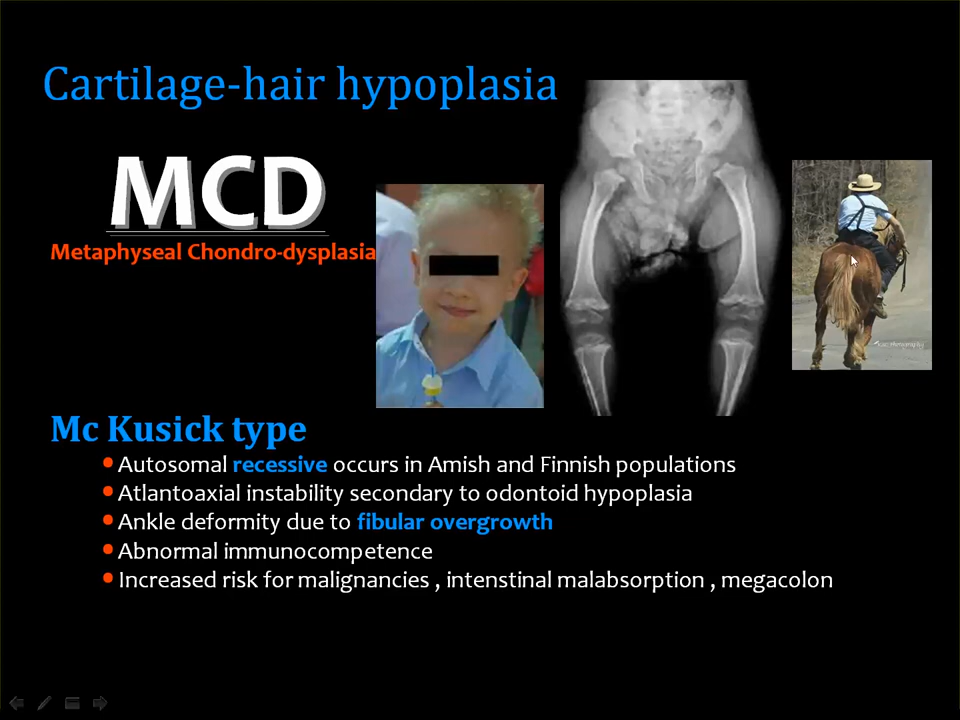 Cartilage-hair hypoplasia
MCD
Metaphyseal Chondro-dysplasia
Mc Kusick type
Autosomal recessive occurs in Amish and Finnish populations
Atlantoaxial instability secondary to odontoid hypoplasia
Ankle deformity due to fibular overgrowth
Abnormal immunocompetence
Increased risk for malignancies , intenstinal malabsorption , megacolon